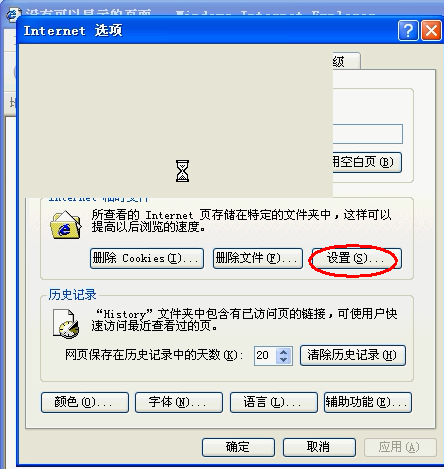 没有可以显示的页面 - Windows Internet Explorer
Internet 选项
级
用空白页(B)
Internet 临时文件
所查看的 Internet 页存储在特定的文件夹中，这样可以
提高以后浏览的速度。
删除 Cookies(I)... 删除文件(F)... 设置(S)...
历史记录
“History”文件夹中包含有已访问页的链接，可使用户快
速访问最近查看过的页。
网页保存在历史记录中的天数(K): 20 清除历史记录(H)
颜色(O)... 字体(N)... 语言(L)... 辅助功能(E)...
确定 取消 应用(A)